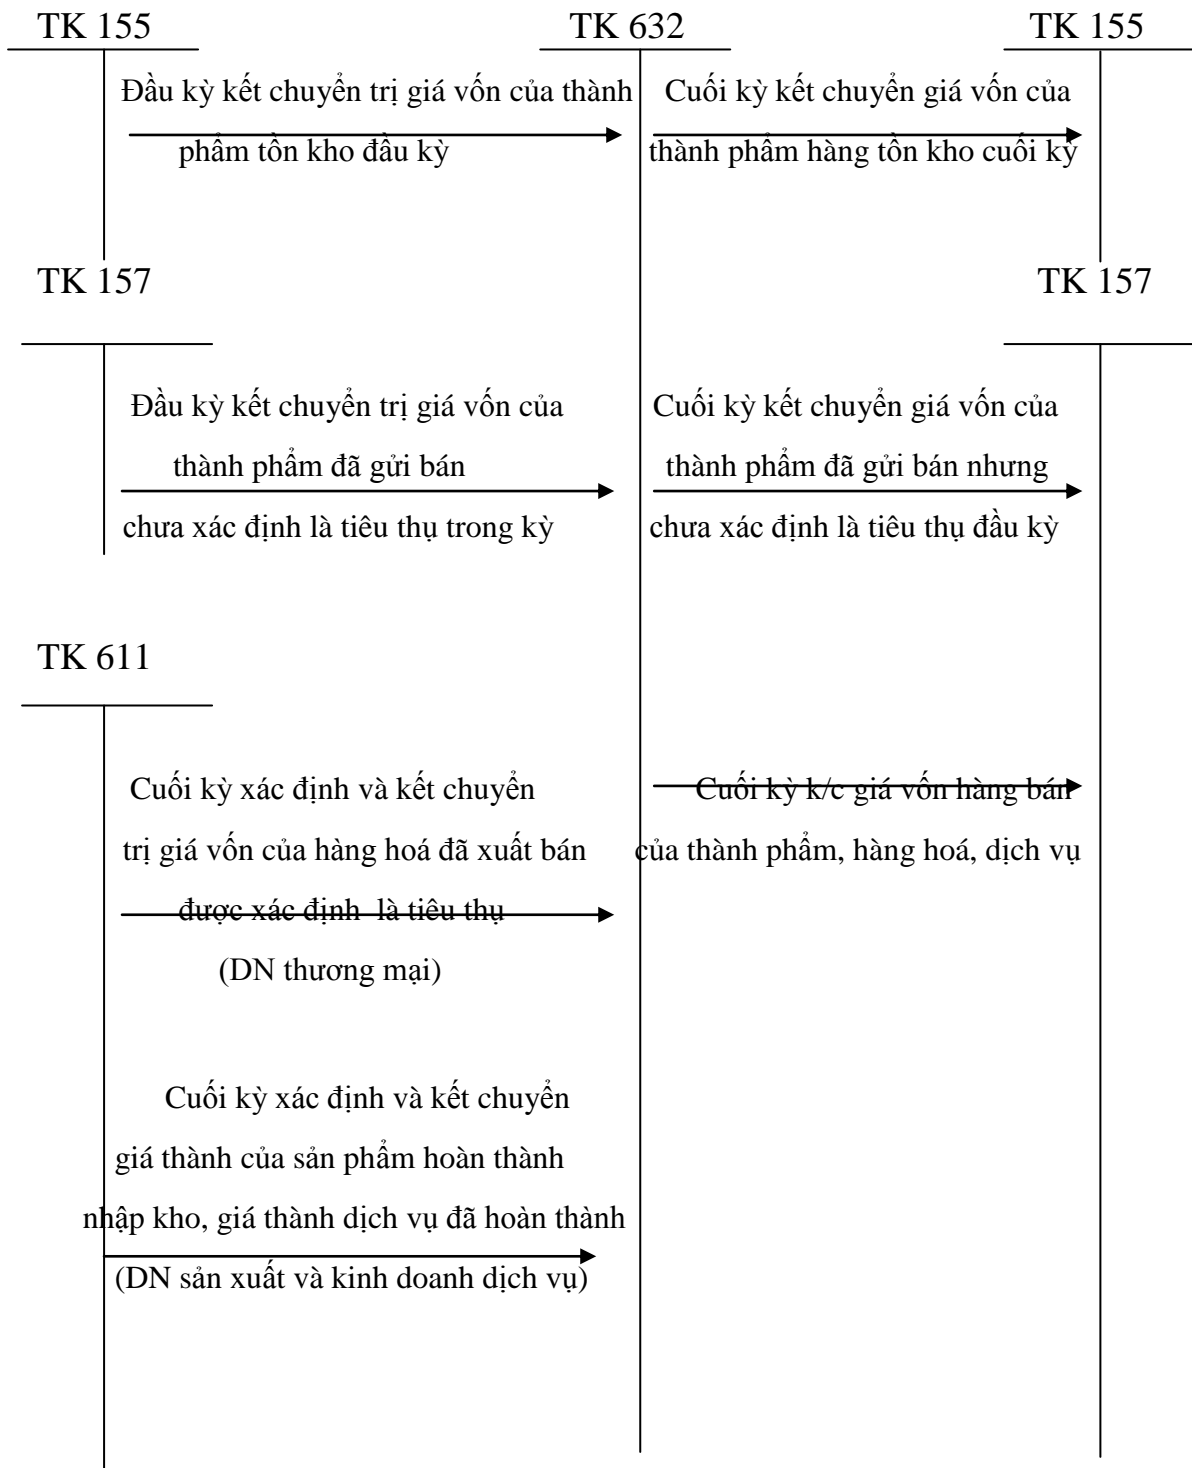 TK 155
TK 632
TK 155
Đầu kỳ kết chuyển trị giá vốn của thành
phẩm tồn kho đầu kỳ
Cuối kỳ kết chuyển giá vốn của
thành phẩm hàng tồn kho cuối kỳ
TK 157
TK 157
Đầu kỳ kết chuyển trị giá vốn của
thành phẩm đã gửi bán
chưa xác định là tiêu thụ trong kỳ
Cuối kỳ kết chuyển giá vốn của
thành phẩm đã gửi bán nhưng
chưa xác định là tiêu thụ đầu kỳ
TK 611
Cuối kỳ xác định và kết chuyển
trị giá vốn của hàng hoá đã xuất bán
được xác định là tiêu thụ
(DN thương mại)
Cuối kỳ k/c giá vốn hàng bán
của thành phẩm, hàng hoá, dịch vụ
Cuối kỳ xác định và kết chuyển
giá thành của sản phẩm hoàn thành
nhập kho, giá thành dịch vụ đã hoàn thành
(DN sản xuất và kinh doanh dịch vụ)